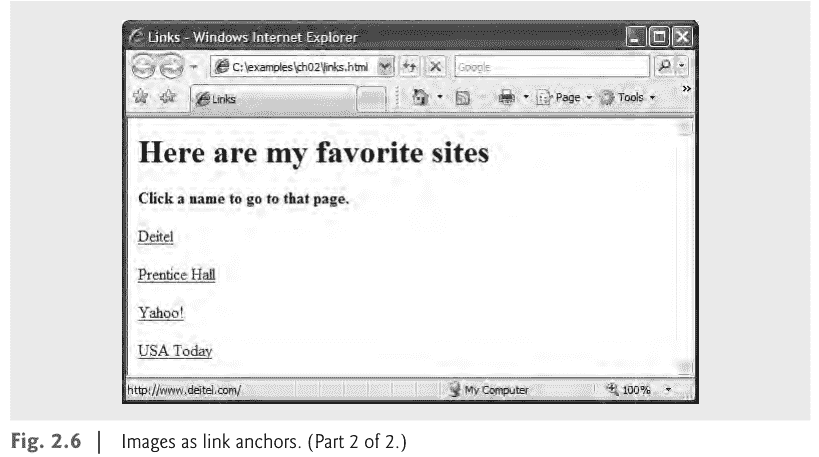 Links - Windows Internet Explorer
C:\examples\ch02\links.html
Google
Links
Page
Tools
»
Here are my favorite sites
Click a name to go to that page.
Deitel
Prentice Hall
Yahoo!
USA Today
http://www.deitel.com/
My Computer
100%
Fig. 2.6 | Images as link anchors. (Part 2 of 2.)